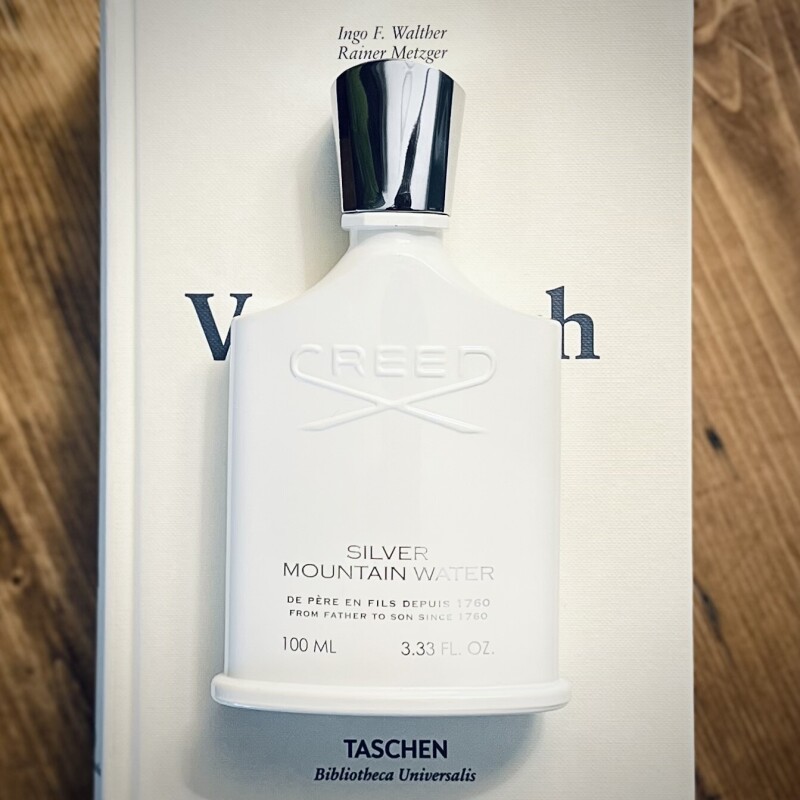 Ingo F. Walther
Rainer Metzger
CREED
SILVER
MOUNTAIN WATER
DE PÈRE EN FILS DEPUIS 1760
FROM FATHER TO SON SINCE 1760
100 ML 3.33 FL. OZ.
TASCHEN
Bibliotheca Universalis